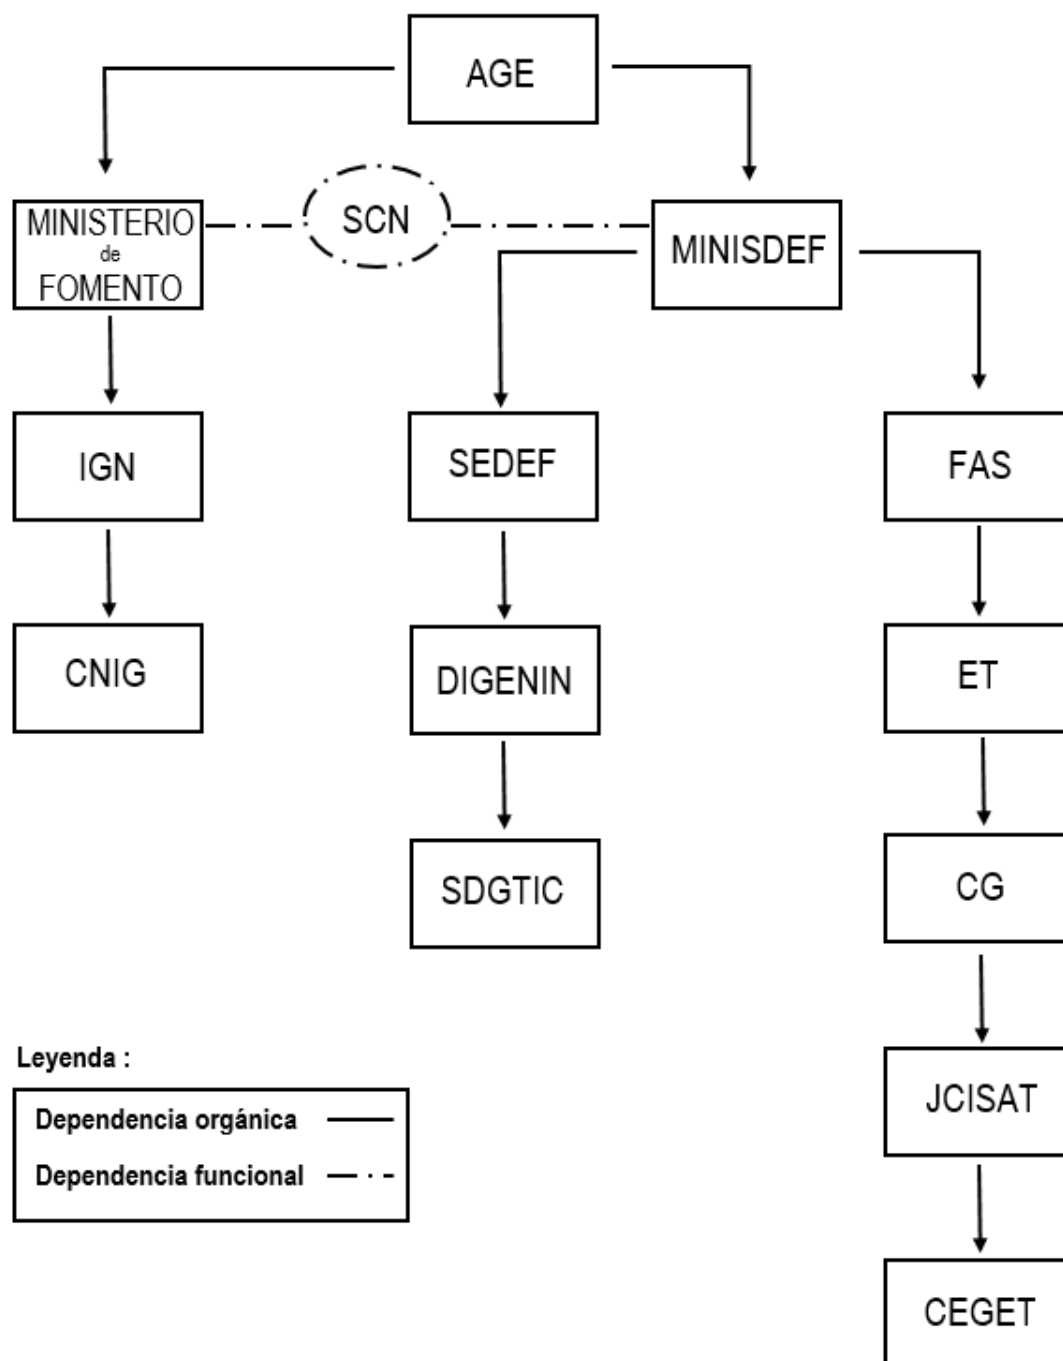 AGE
MINISTERIO
de
FOMENTO
SCN
MINISDEF
IGN
SEDEF
FAS
CNIG
DIGENIN
ET
SDGTIC
CG
Leyenda :
Dependencia orgánica
Dependencia funcional
JCISAT
CEGET